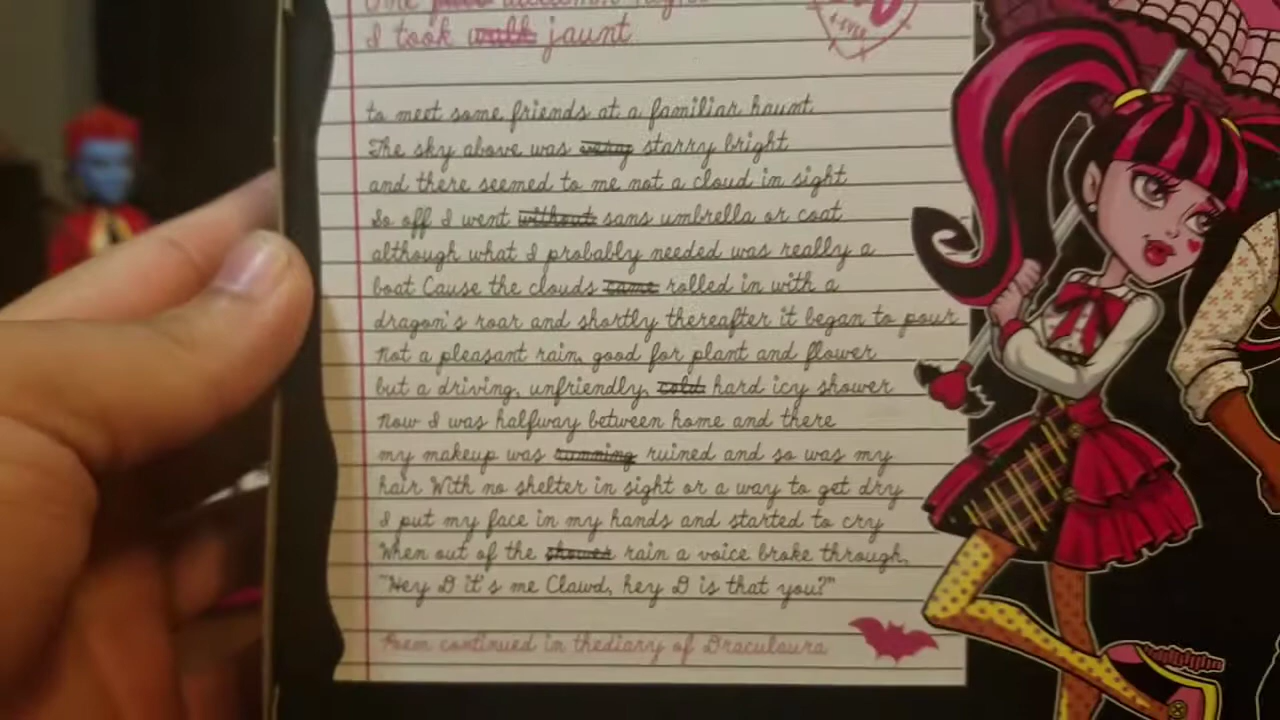 One autumn night
I took walk jaunt
4-EVER
to meet some friends at a familiar haunt
The sky above was starry bright
and there seemed to me not a cloud in sight
So off I went without sans umbrella or coat
although what I probably needed was really a
boat Cause the clouds came rolled in with a
dragon's roar and shortly thereafter it began to pour
Not a pleasant rain, good for plant and flower
but a driving, unfriendly, cold hard icy shower
Now I was halfway between home and there
my makeup was running ruined and so was my
hair With no shelter in sight or a way to get dry
I put my face in my hands and started to cry
When out of the shower rain a voice broke through,
"Hey D it's me Clawd, hey D is that you?"
Poem continued in thediary of Draculaura